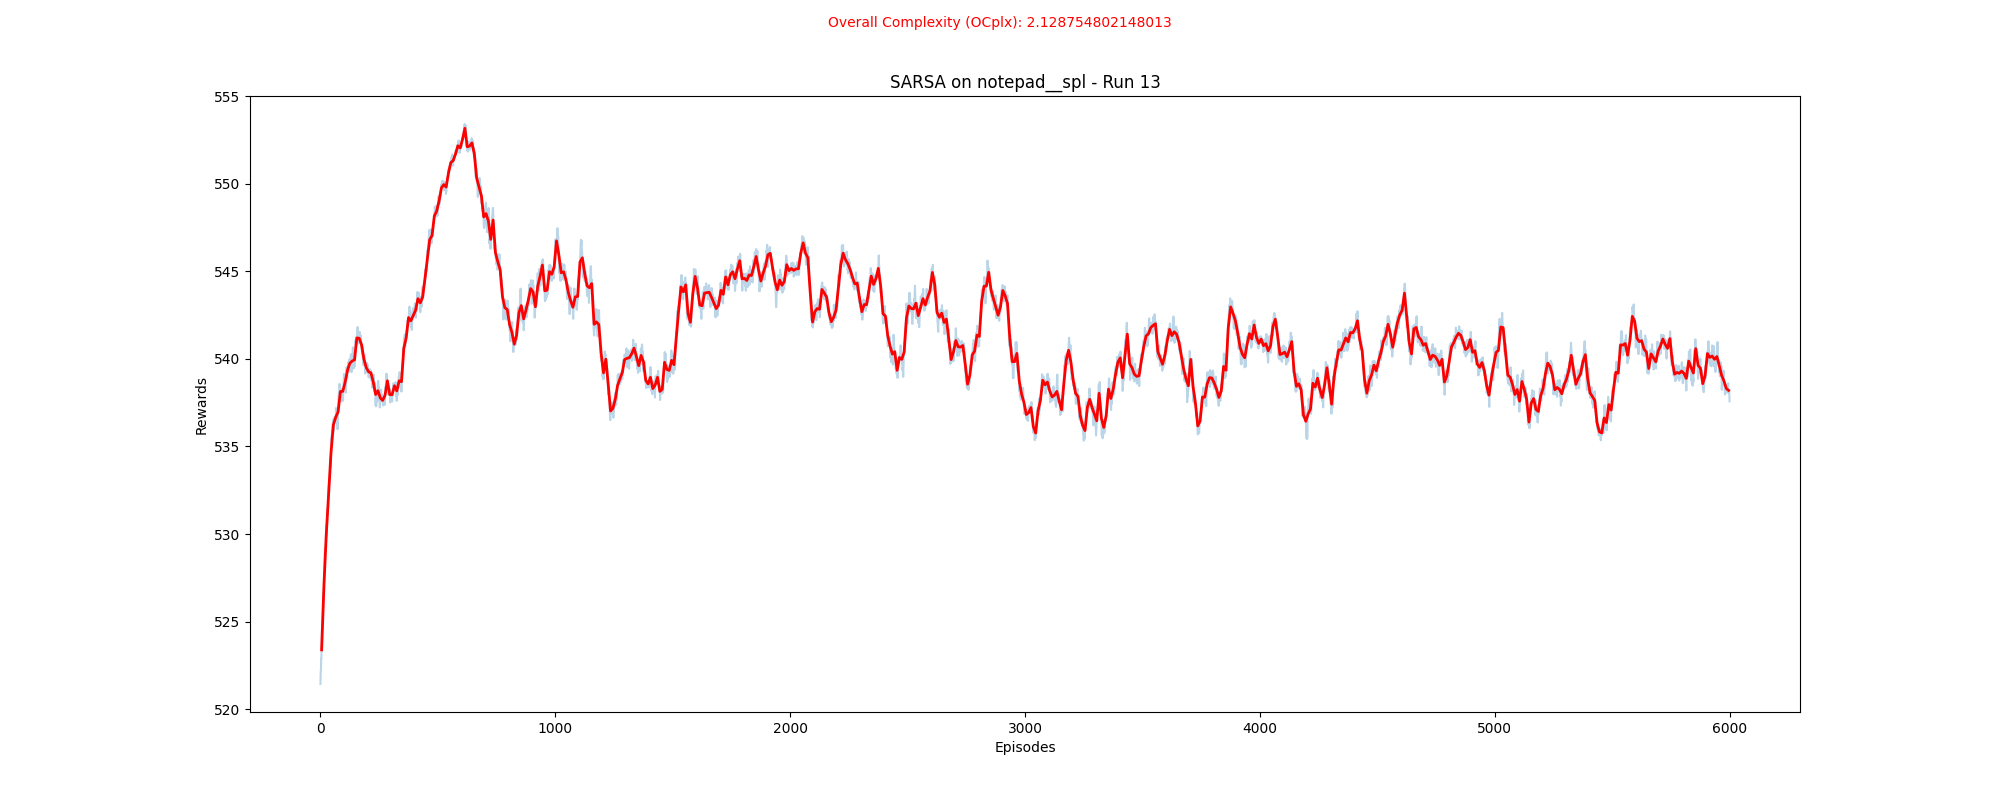 Overall Complexity (OCplx): 2.128754802148013
SARSA on notepad__spl - Run 13
555
550
545
540
535
530
525
520
Rewards
0 1000 2000 3000 4000 5000 6000
Episodes